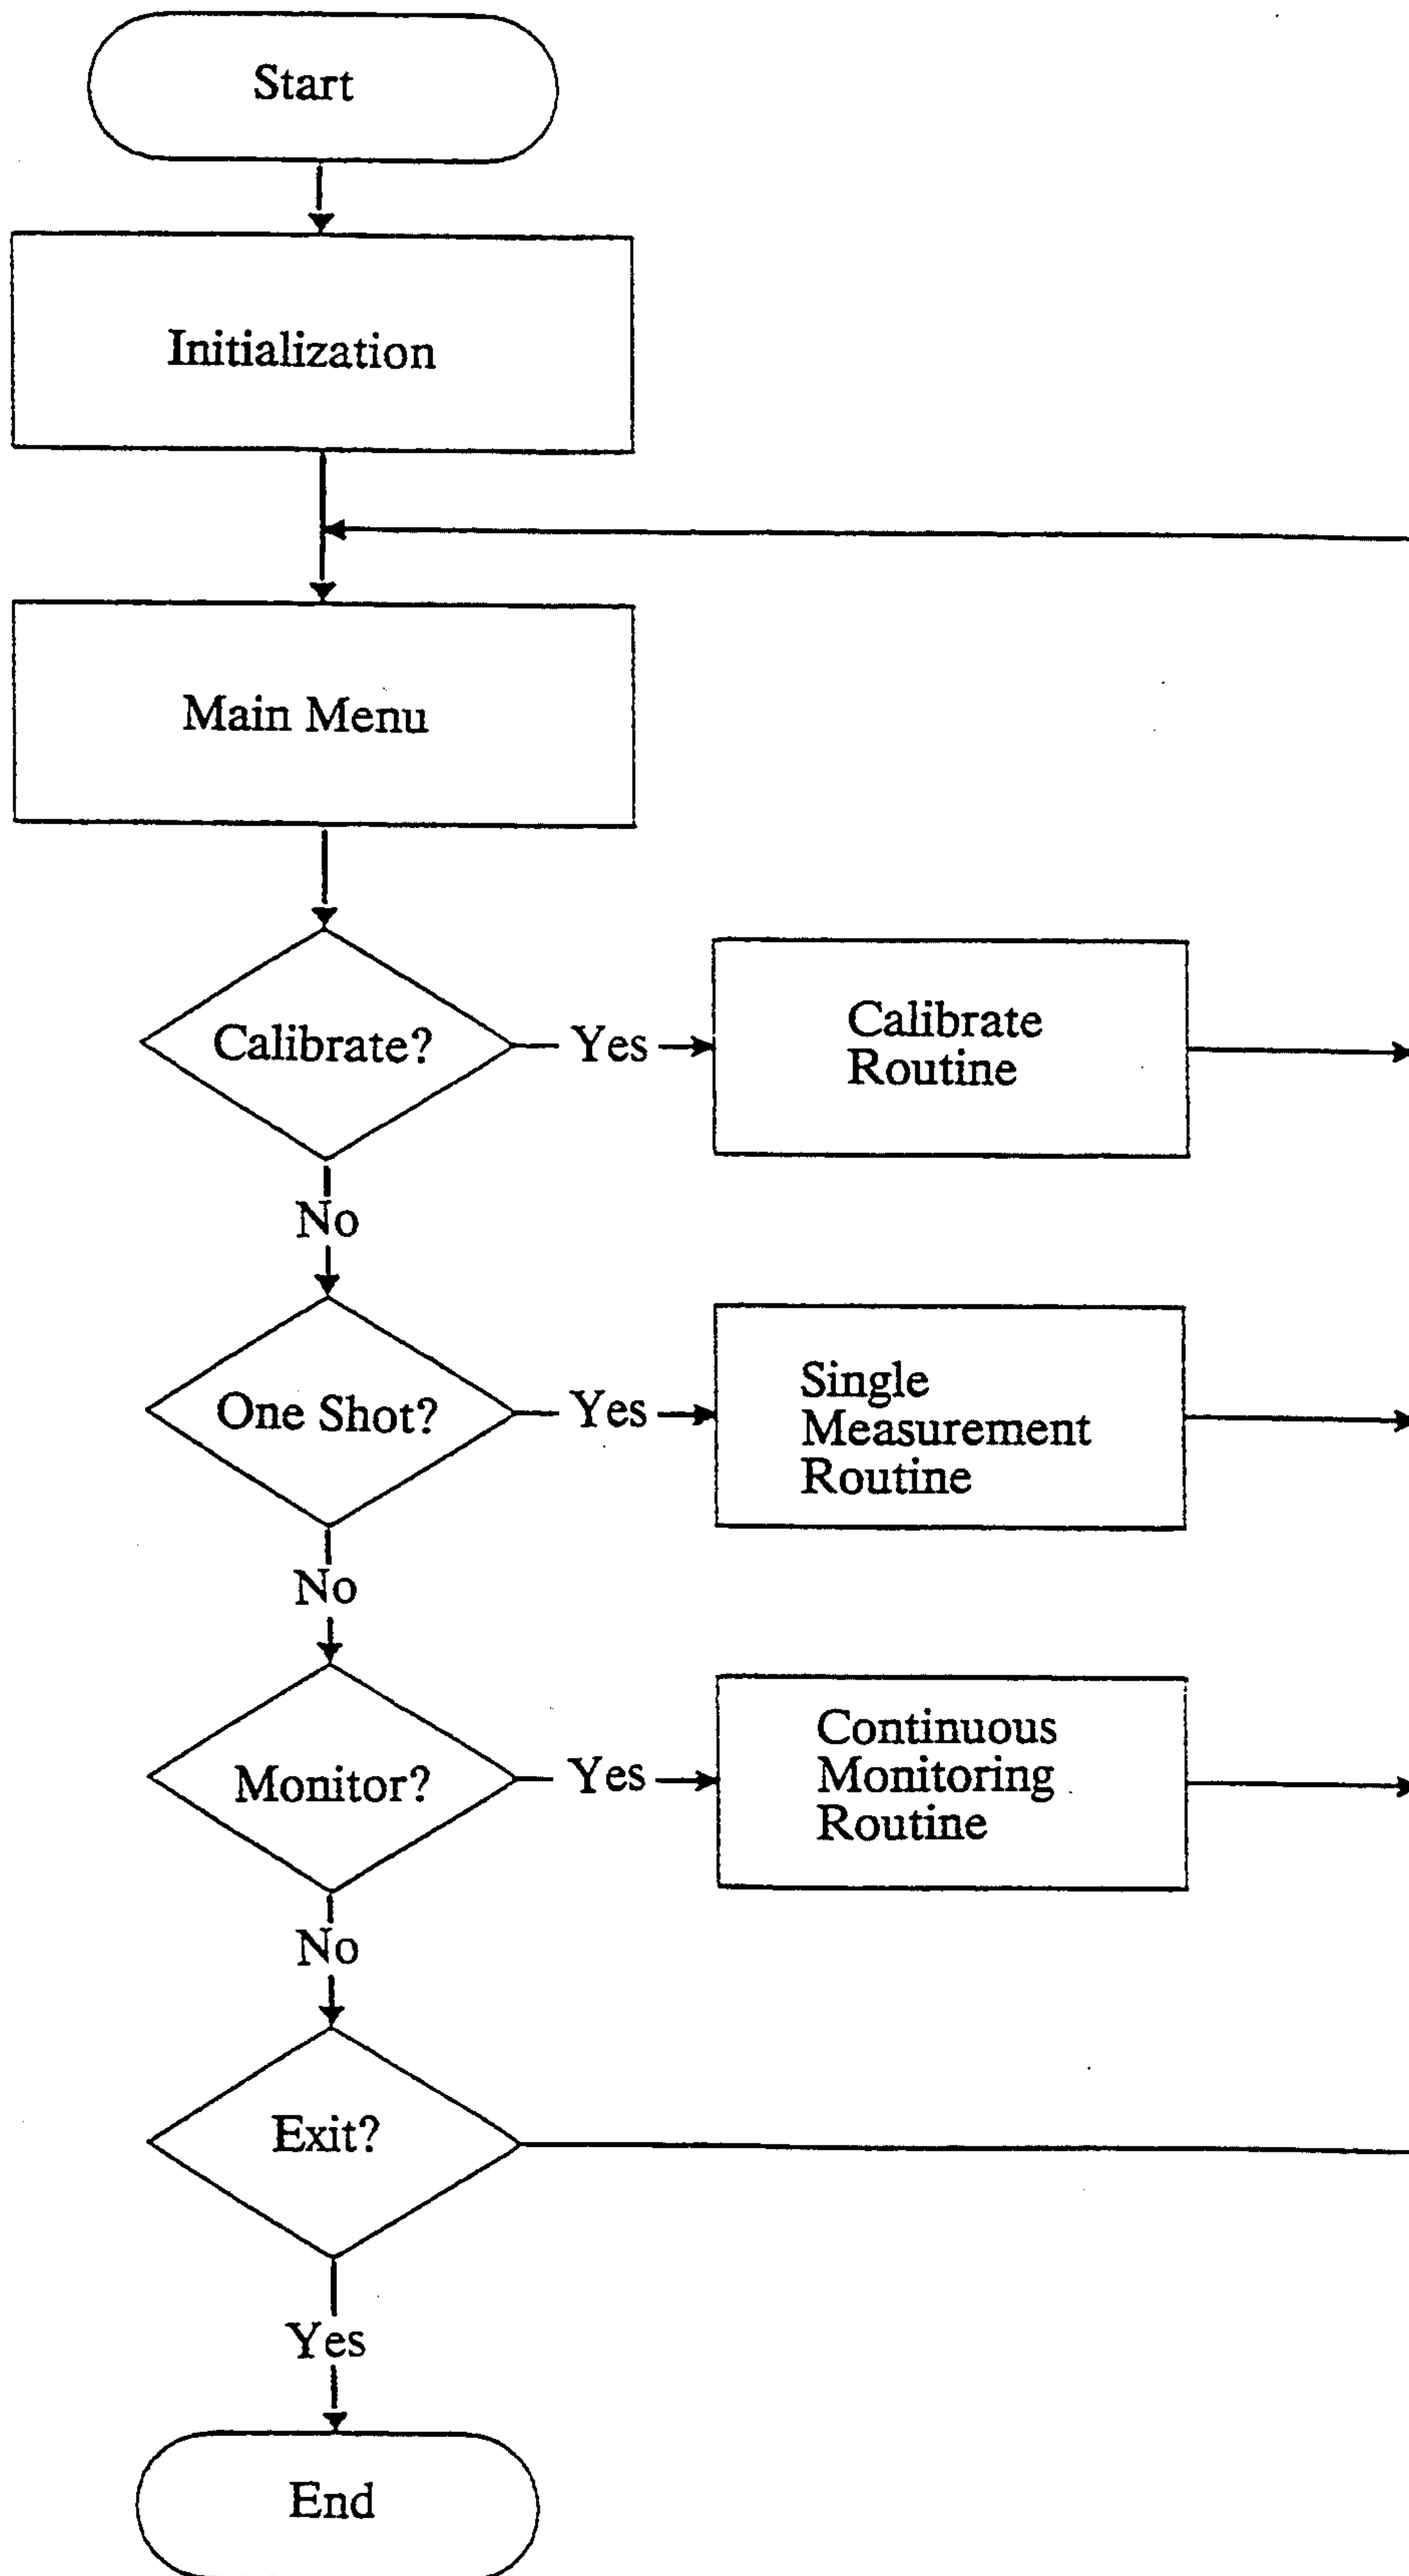 Start
Initialization
Main Menu
Calibrate?
Yes
Calibrate
Routine
No
One Shot?
Yes
Single
Measurement
Routine
No
Monitor?
Yes
Continuous
Monitoring
Routine
No
Exit?
Yes
End